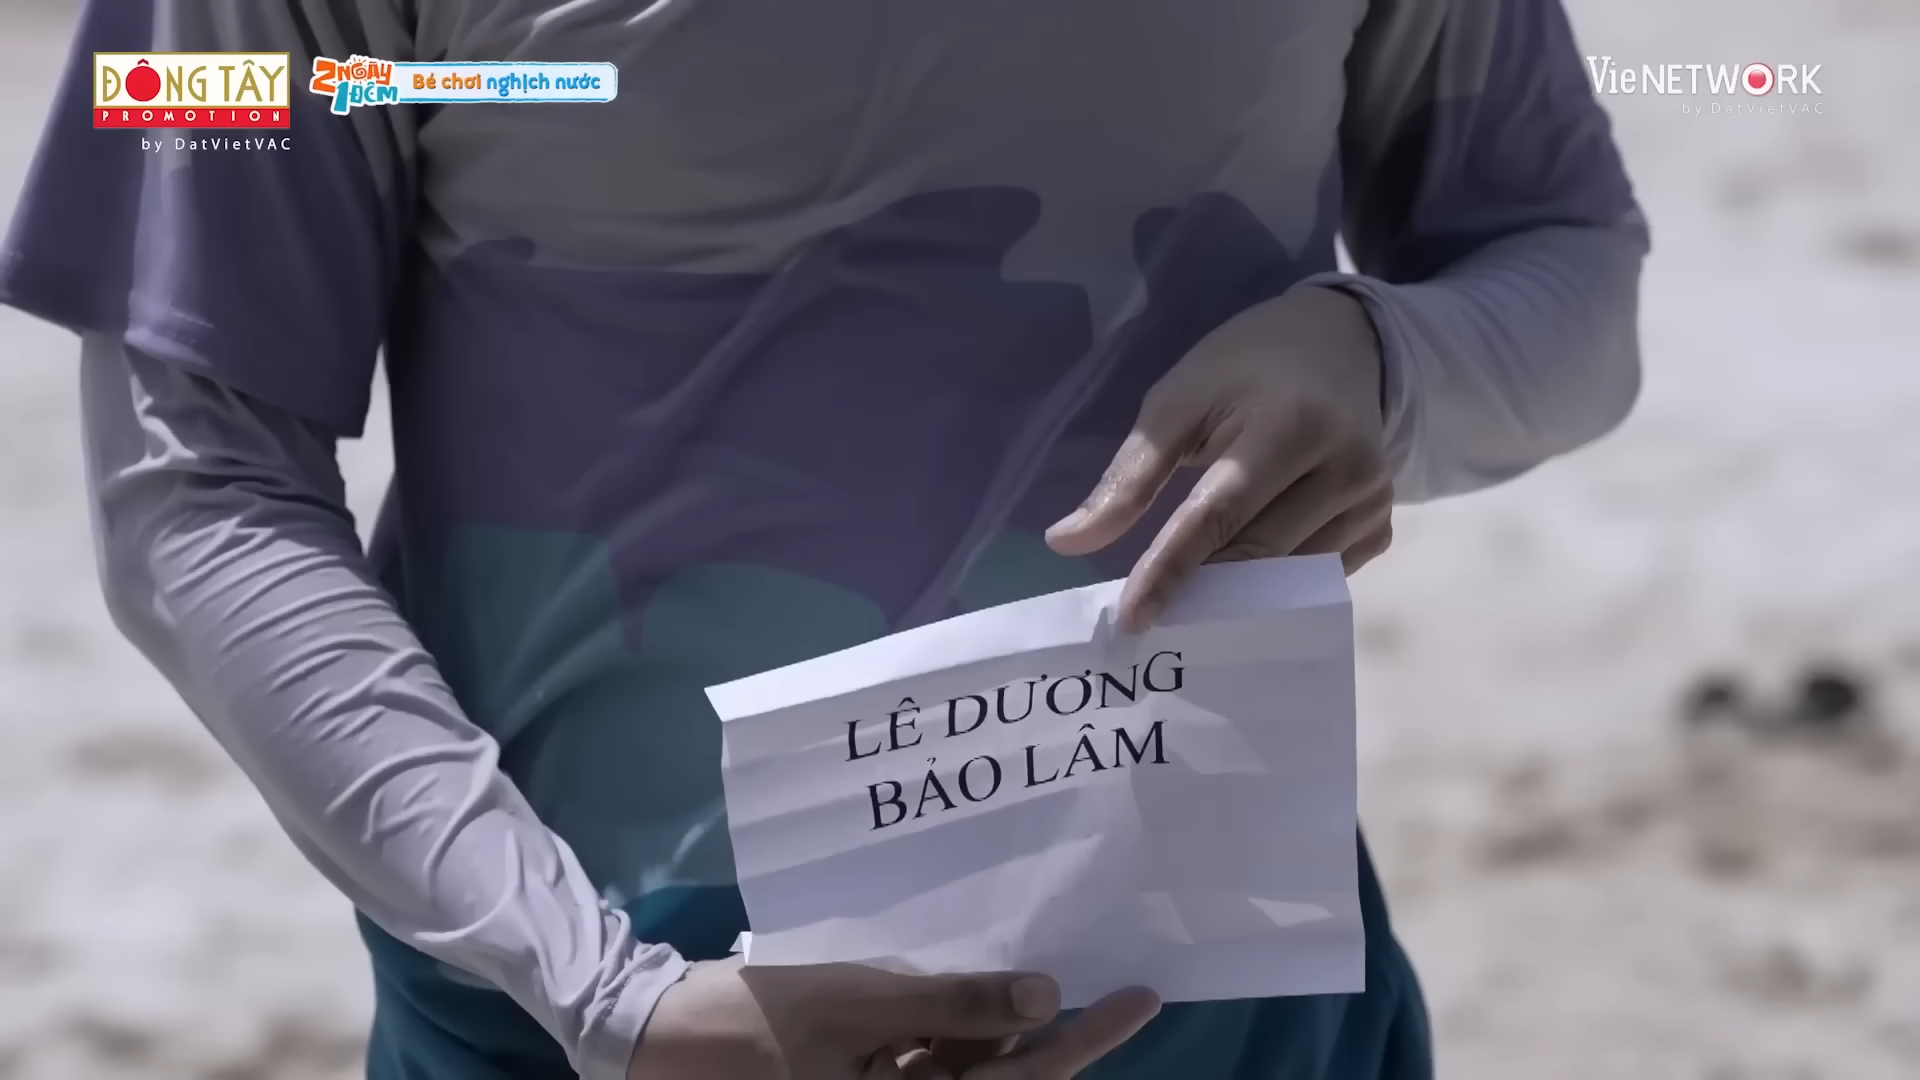 ĐÔNG TÂY
PROMOTION
by DatVietVAC
2 NGÀY
1 ĐÊM
Bé chơi nghịch nước
VieNETWORK
by DatVietVAC
LÊ DƯƠNG
BẢO LÂM